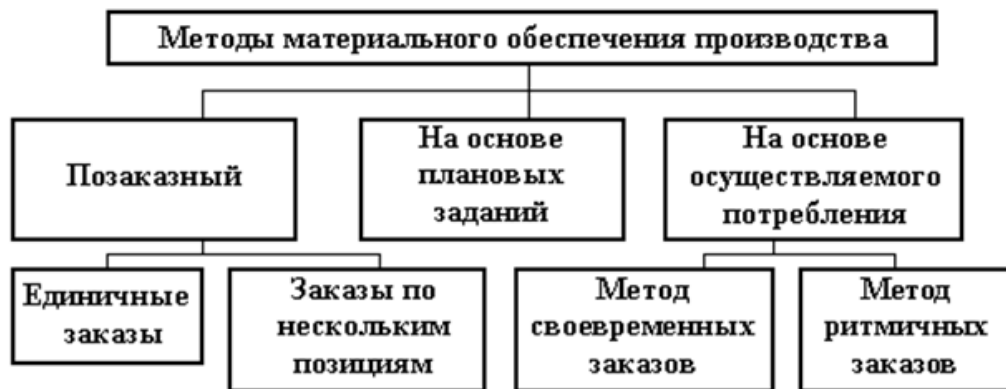 Методы материального обеспечения производства
Позаказный
На основе
плановых
заданий
На основе
осуществляемого
потребления
Единичные
заказы
Заказы по
нескольким
позициям
Метод
своевременных
заказов
Метод
ритмичных
заказов